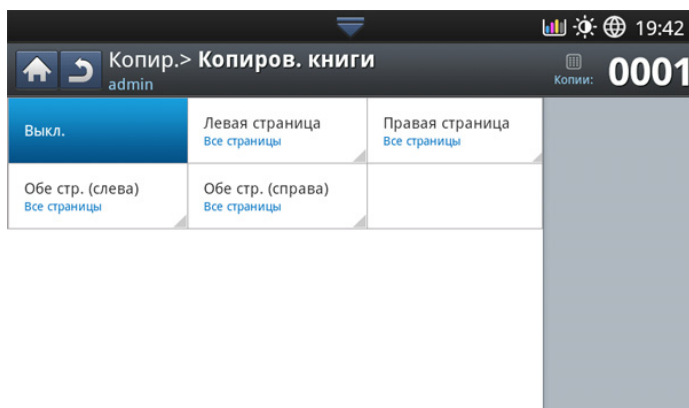 19:42
Копир.> Копиров. книги
admin
Копии: 0001
Выкл.
Левая страница
Все страницы
Правая страница
Все страницы
Обе стр. (слева)
Все страницы
Обе стр. (справа)
Все страницы